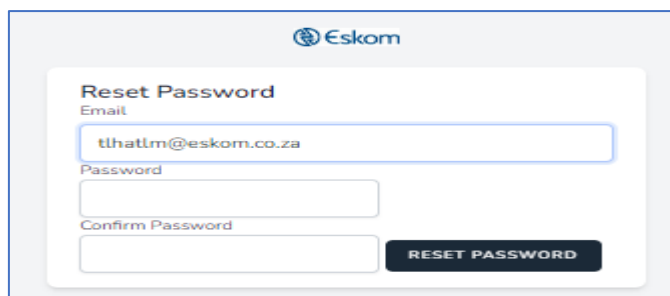 Eskom
Reset Password
Email
tlhatlm@eskom.co.za
Password
Confirm Password
RESET PASSWORD